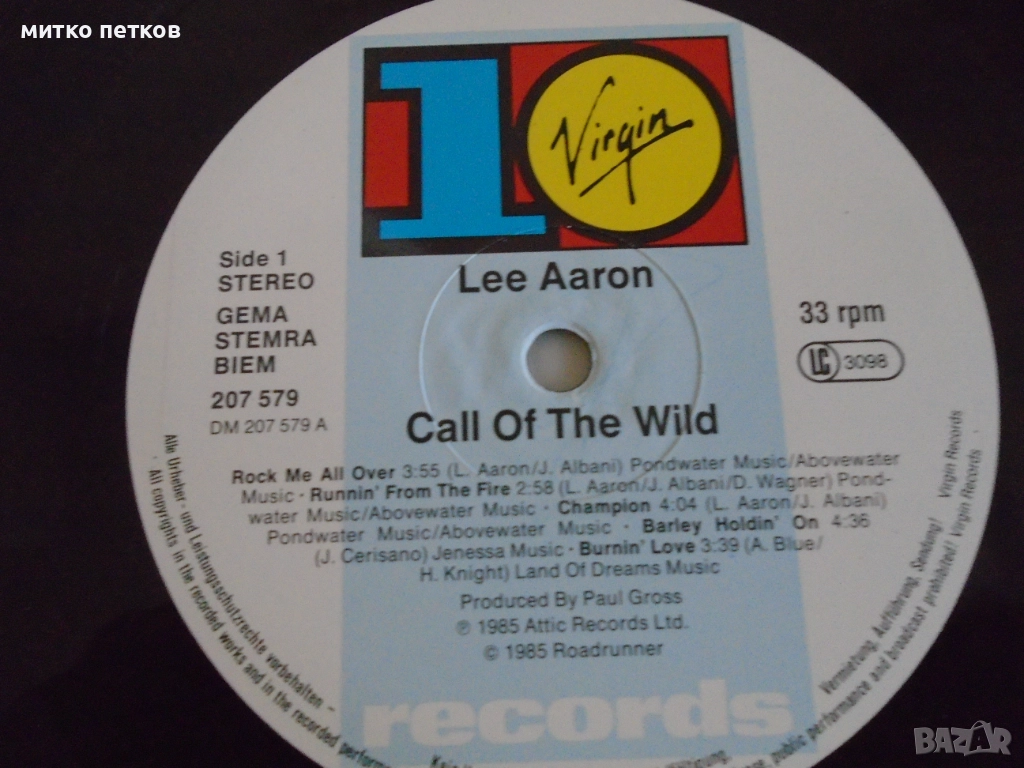 митко петков
10
Virgin
Lee Aaron
Side 1
STEREO
GEMA
STEMRA
BIEM
207 579
DM 207 579 A
33 rpm
LC 3098
Call Of The Wild
Rock Me All Over 3:55 (L. Aaron/J. Albani) Pondwater Music/Abovewater
Music · Runnin' From The Fire 2:58 (L. Aaron/J. Albani/D. Wagner) Pond-
water Music/Abovewater Music · Champion 4:04 (L. Aaron/J. Albani)
Pondwater Music/Abovewater Music · Barley Holdin' On 4:36
(J. Cerisano) Jenessa Music · Burnin' Love 3:39 (A. Blue/
H. Knight) Land Of Dreams Music
Produced By Paul Gross
℗ 1985 Attic Records Ltd.
© 1985 Roadrunner
records
Alle Urheber- und Leistungsschutzrechte vorbehalten –
· All copyrights in the recorded works and in the recorded
Vermietung, Aufführung, Sendung! Virgin Records
public performance and broadcast prohibited! Virgin Records ·
BAZAR